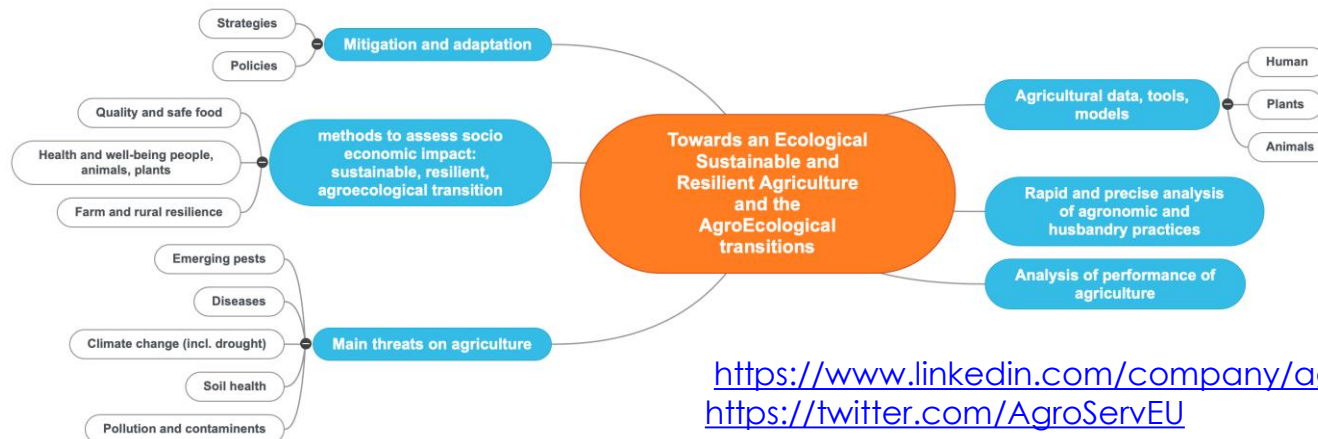 Strategies
Policies
Mitigation and adaptation
Quality and safe food
Health and well-being people,
animals, plants
Farm and rural resilience
methods to assess socio
economic impact:
sustainable, resilient,
agroecological transition
Emerging pests
Diseases
Climate change (incl. drought)
Soil health
Pollution and contaminents
Main threats on agriculture
Towards an Ecological
Sustainable and
Resilient Agriculture
and the
AgroEcological
transitions
Agricultural data, tools,
models
Human
Plants
Animals
Rapid and precise analysis
of agronomic and
husbandry practices
Analysis of performance of
agriculture
https://www.linkedin.com/company/
https://twitter.com/AgroServEU